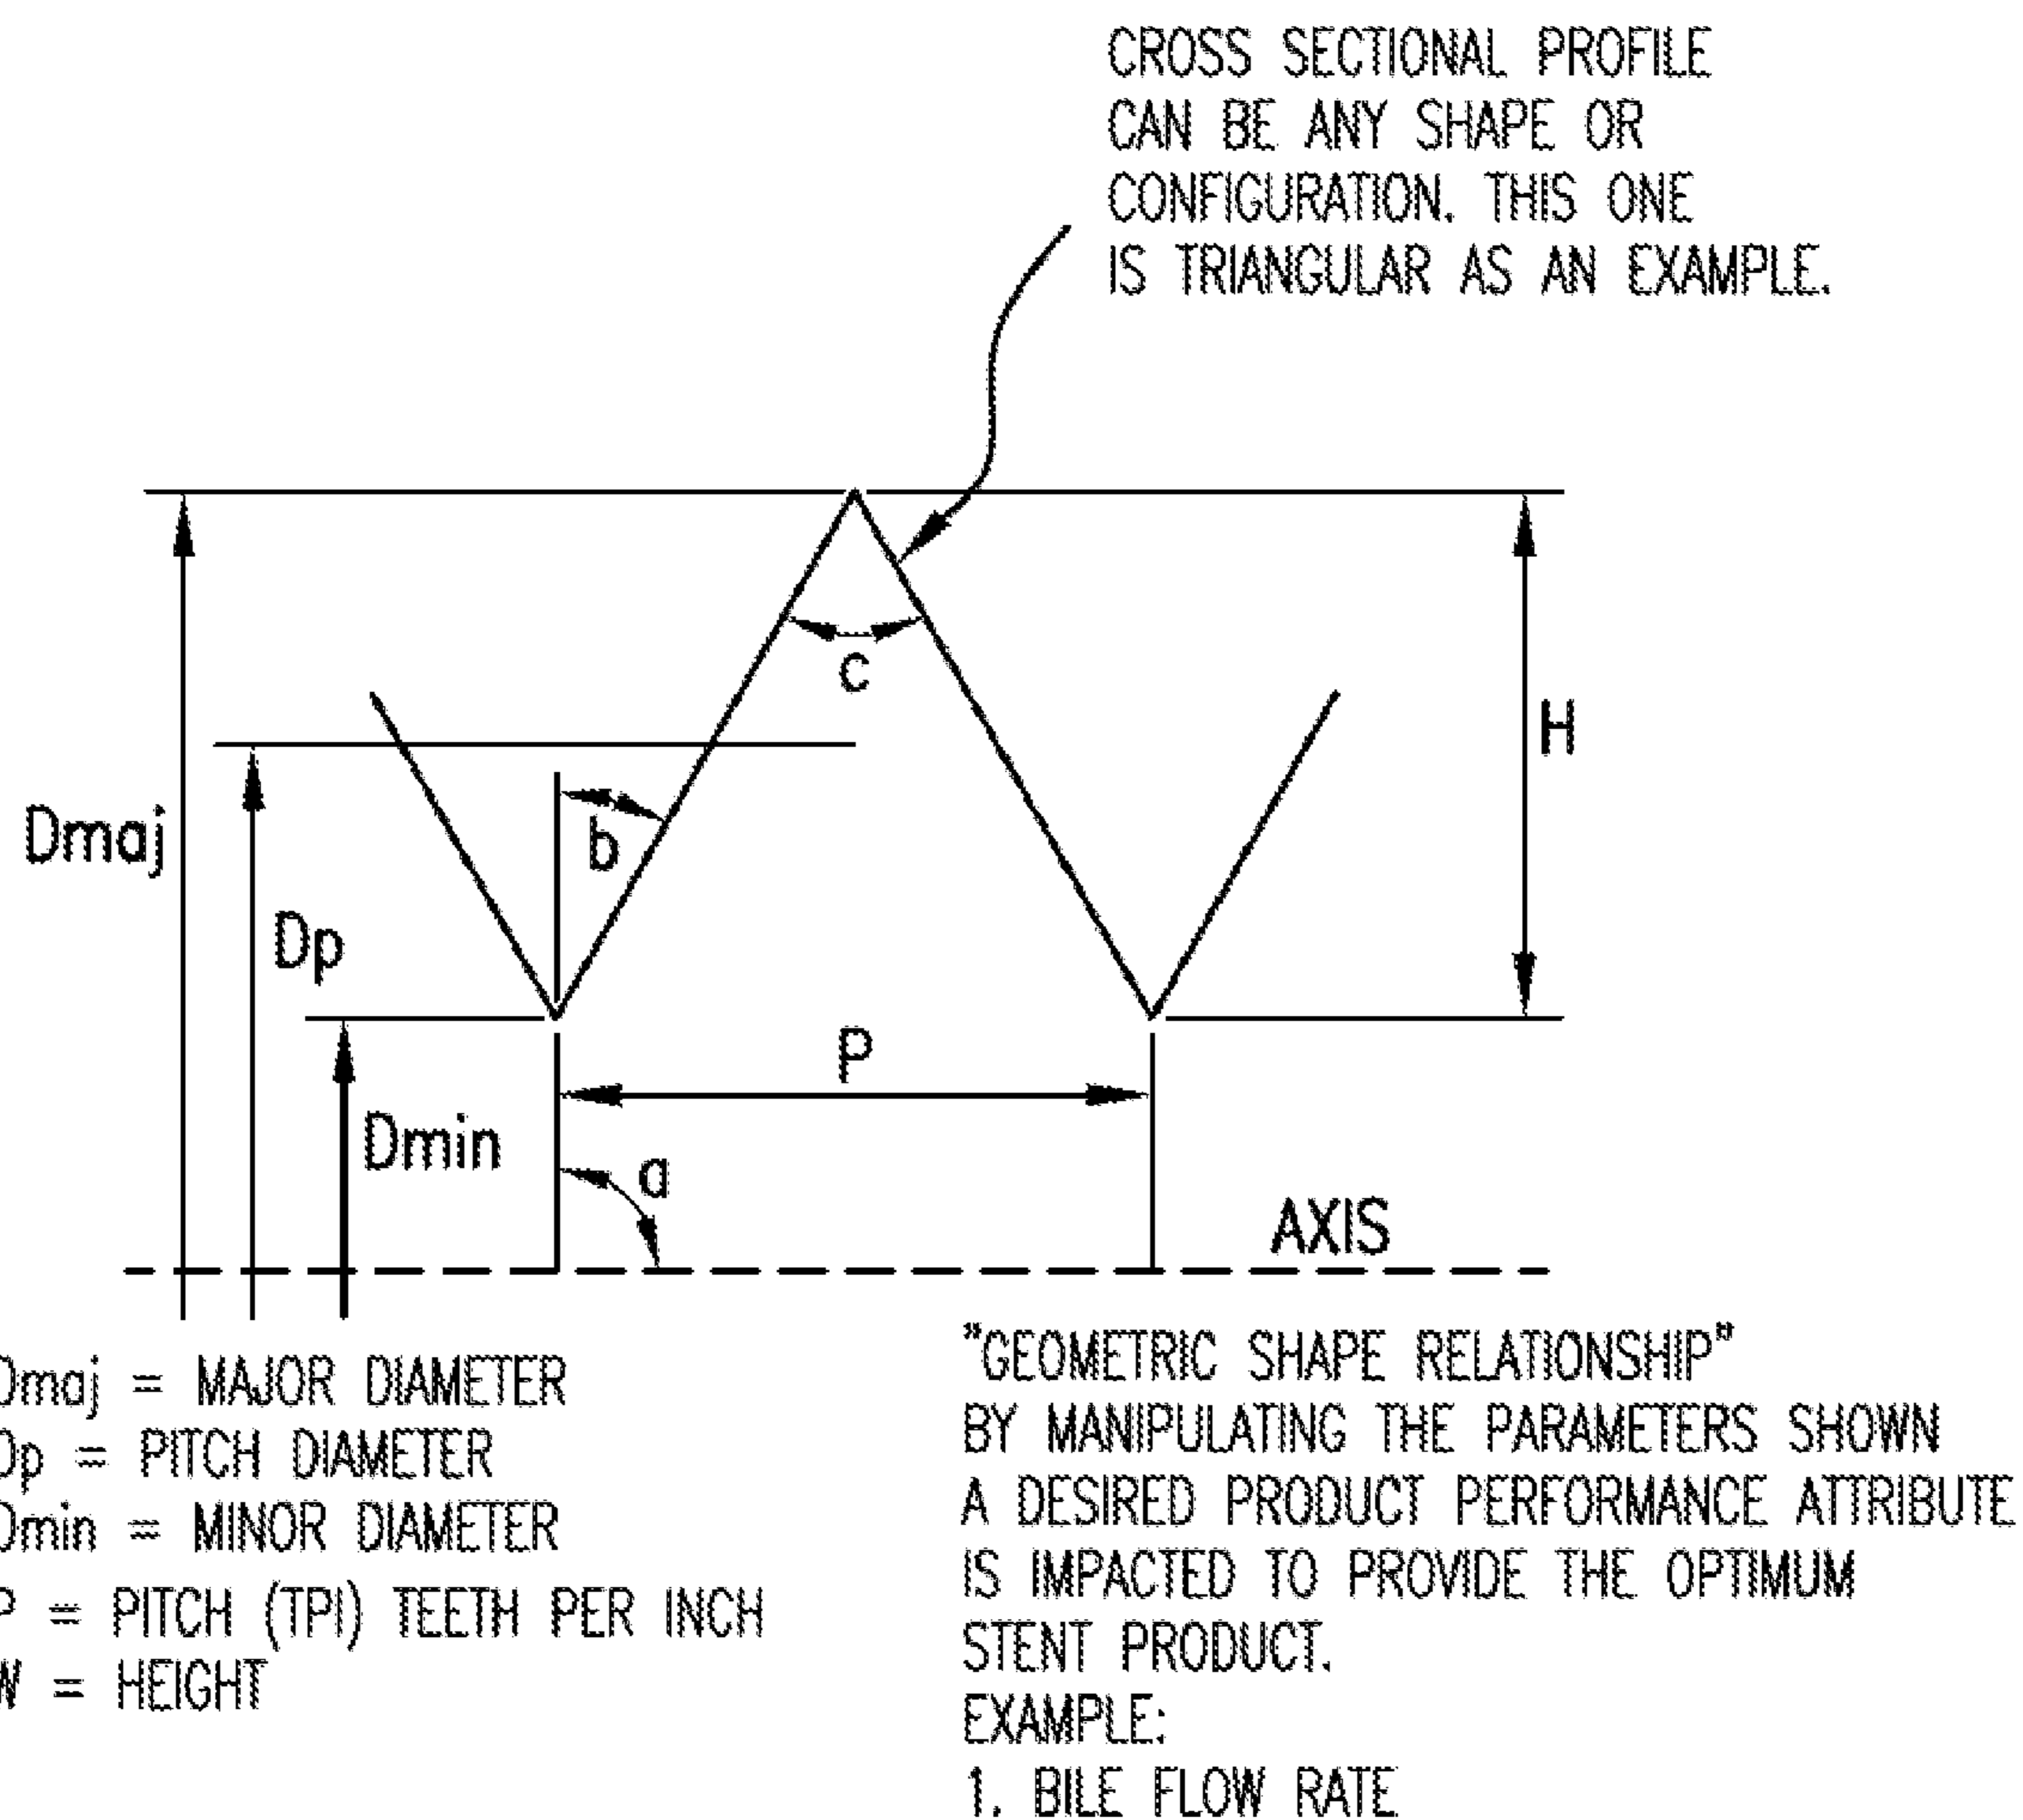 CROSS SECTIONAL PROFILE
CAN BE ANY SHAPE OR
CONFIGURATION. THIS ONE
IS TRIANGULAR AS AN EXAMPLE.
c
H
Dmaj
b
Dp
P
Dmin
a
AXIS
Dmaj = MAJOR DIAMETER
Dp = PITCH DIAMETER
Dmin = MINOR DIAMETER
P = PITCH (TPI) TEETH PER INCH
W = HEIGHT
"GEOMETRIC SHAPE RELATIONSHIP"
BY MANIPULATING THE PARAMETERS SHOWN
A DESIRED PRODUCT PERFORMANCE ATTRIBUTE
IS IMPACTED TO PROVIDE THE OPTIMUM
STENT PRODUCT.
EXAMPLE:
1. BILE FLOW RATE